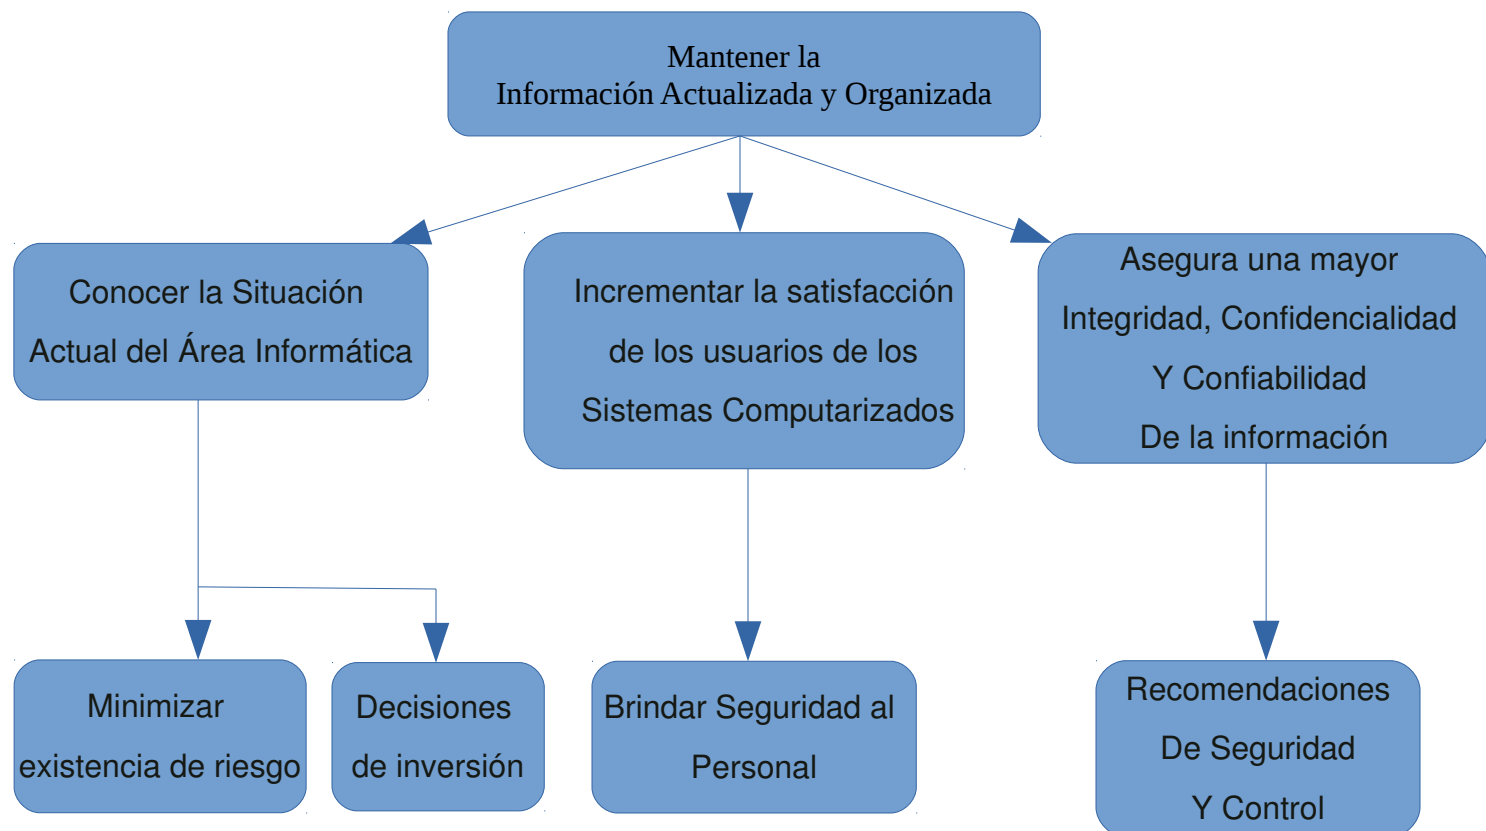 Mantener la
Información Actualizada y Organizada
Conocer la Situación
Actual del Área Informática
Incrementar la satisfacción
de los usuarios de los
Sistemas Computarizados
Asegura una mayor
Integridad, Confidencialidad
Y Confiabilidad
De la información
Minimizar
existencia de riesgo
Decisiones
de inversión
Brindar Seguridad al
Personal
Recomendaciones
De Seguridad
Y Control